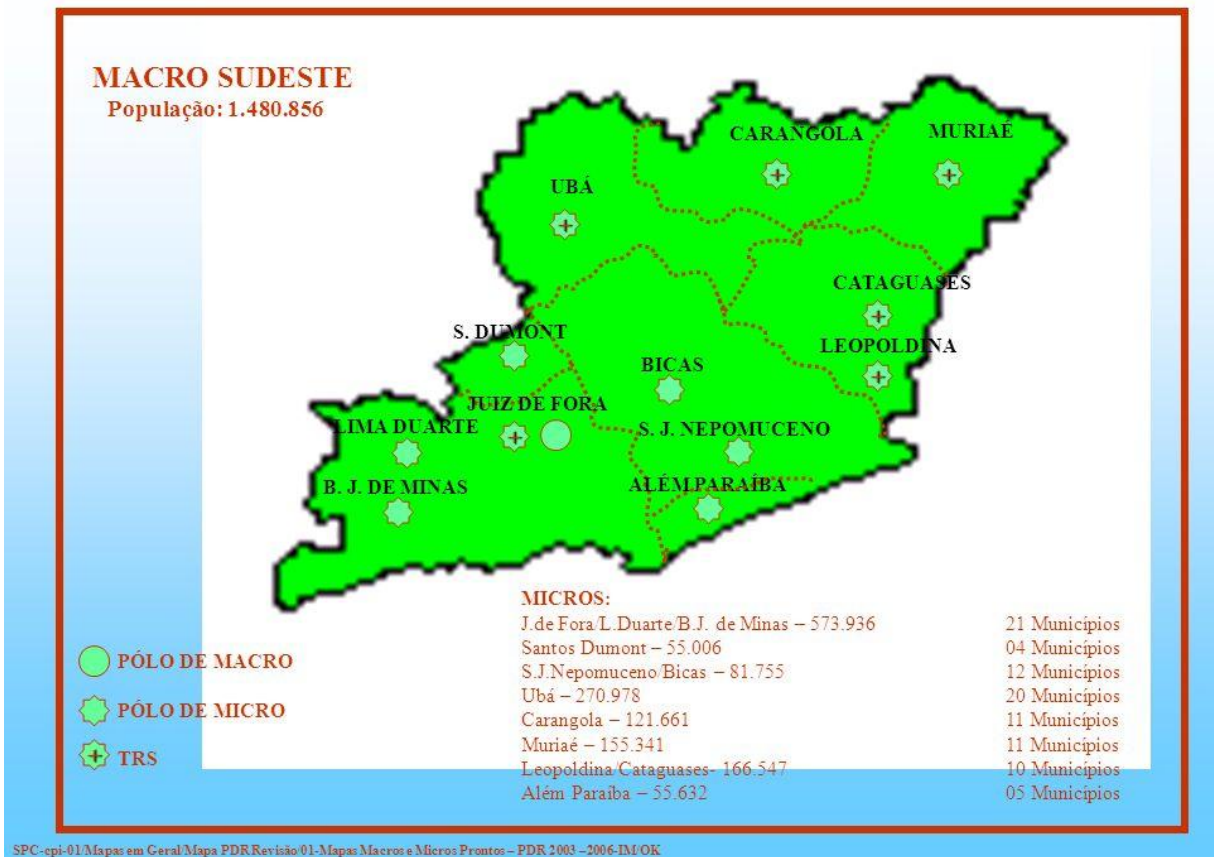 MACRO SUDESTE
População: 1.480.856
CARANGOLA
MURIAÉ
UBÁ
CATAGUASES
S. DUMONT
LEOPOLDINA
BICAS
JUIZ DE FORA
LIMA DUARTE
S. J. NEPOMUCENO
B. J. DE MINAS
ALÉM PARAÍBA
MICROS:
J.de Fora/L.Duarte/B.J. de Minas – 573.936 21 Municípios
Santos Dumont – 55.006 04 Municípios
S.J.Nepomuceno/Bicas – 81.755 12 Municípios
Ubá – 270.978 20 Municípios
Carangola – 121.661 11 Municípios
Muriaé – 155.341 11 Municípios
Leopoldina/Cataguases- 166.547 10 Municípios
Além Paraíba – 55.632 05 Municípios
PÓLO DE MACRO
PÓLO DE MICRO
TRS
SPC-cpi-01/Mapas em Geral/Mapa PDR Revisão/01-Mapas Macros e Micros Prontos – PDR 2003 –2006-IM/OK